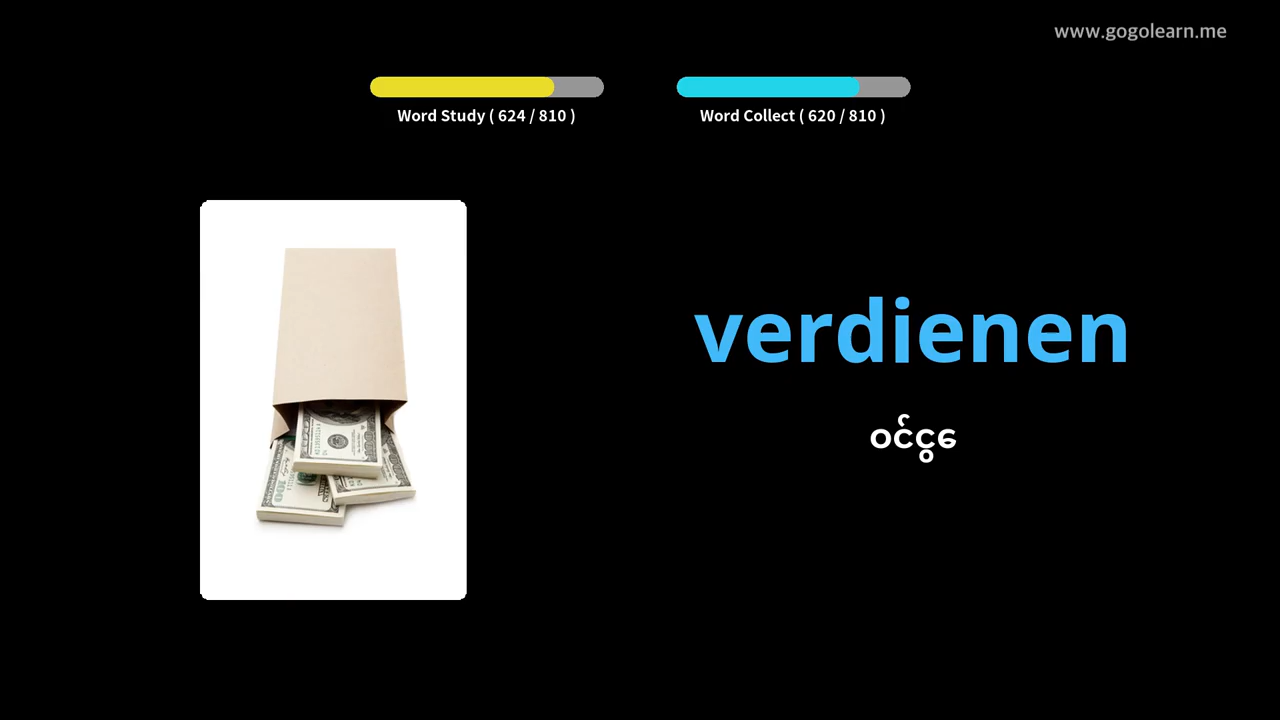 www.gogolearn.me
Word Study ( 624 / 810 )
Word Collect ( 620 / 810 )
verdienen
ဝင်ငွေ